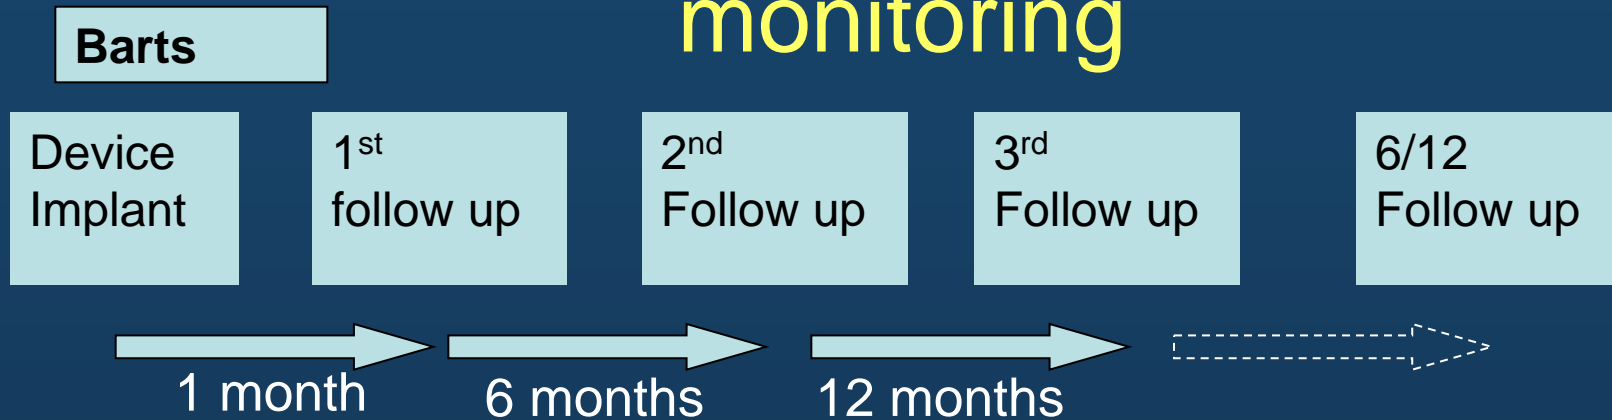 monitoring
Barts
Device
Implant
1st
follow up
2nd
Follow up
3rd
Follow up
6/12
Follow up
1 month
6 months
12 months